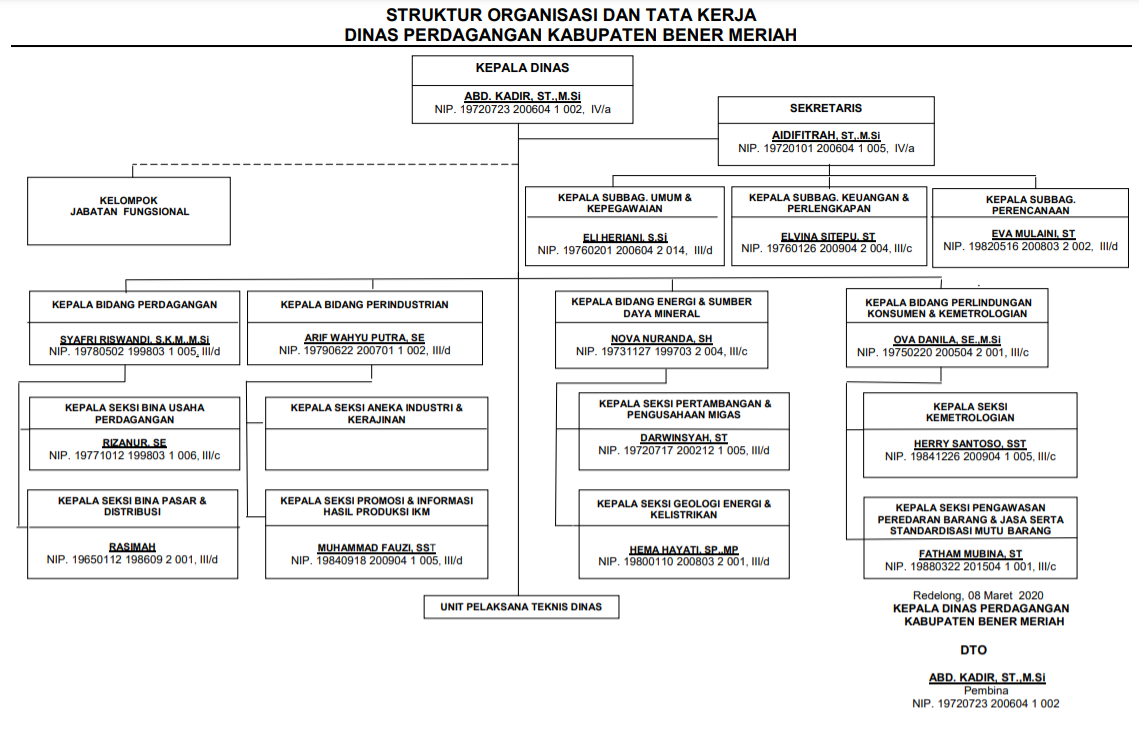 STRUKTUR ORGANISASI DAN TATA KERJA
DINAS PERDAGANGAN KABUPATEN BENER MERIAH
KEPALA DINAS
ABD. KADIR, ST.,M.Si
NIP. 19720723 200604 1 002, IV/a
SEKRETARIS
AIDIFITRAH, ST,.M.Si
NIP. 19720101 200604 1 005, IV/a
KELOMPOK
JABATAN FUNGSIONAL
KEPALA SUBBAG. UMUM &
KEPEGAWAIAN
ELI HERIANI, S.Si
NIP. 19760201 200604 2 014, III/d
KEPALA SUBBAG. KEUANGAN &
PERLENGKAPAN
ELVINA SITEPU, ST
NIP. 19760126 200904 2 004, III/c
KEPALA SUBBAG.
PERENCANAAN
EVA MULAINI, ST
NIP. 19820516 200803 2 002, III/d
KEPALA BIDANG PERDAGANGAN
SYAFRI RISWANDI, S.K.M.,M.Si
NIP. 19780502 199803 1 005, III/d
KEPALA BIDANG PERINDUSTRIAN
ARIF WAHYU PUTRA, SE
NIP. 19790622 200701 1 002, III/d
KEPALA BIDANG ENERGI & SUMBER
DAYA MINERAL
NOVA NURANDA, SH
NIP. 19731127 199703 2 004, III/c
KEPALA BIDANG PERLINDUNGAN
KONSUMEN & KEMETROLOGIAN
OVA DANILA, SE.,M.Si
NIP. 19750220 200504 2 001, III/c
KEPALA SEKSI BINA USAHA
PERDAGANGAN
RIZANUR, SE
NIP. 19771012 199803 1 006, III/c
KEPALA SEKSI ANEKA INDUSTRI &
KERAJINAN
KEPALA SEKSI PERTAMBANGAN &
PENGUSAHAAN MIGAS
DARWINSYAH, ST
NIP. 19720717 200212 1 005, III/d
KEPALA SEKSI
KEMETROLOGIAN
HERRY SANTOSO, SST
NIP. 19841226 200904 1 005, III/c
KEPALA SEKSI BINA PASAR &
DISTRIBUSI
RASIMAH
NIP. 19650112 198609 2 001, III/d
KEPALA SEKSI PROMOSI & INFORMASI
HASIL PRODUKSI IKM
MUHAMMAD FAUZI, SST
NIP. 19840918 200904 1 005, III/d
KEPALA SEKSI GEOLOGI ENERGI &
KELISTRIKAN
HEMA HAYATI, SP.,MP
NIP. 19800110 200803 2 001, III/d
KEPALA SEKSI PENGAWASAN
PEREDARAN BARANG & JASA SERTA
STANDARDISASI MUTU BARANG
FATHAM MUBINA, ST
NIP. 19880322 201504 1 001, III/c
UNIT PELAKSANA TEKNIS DINAS
Redelong, 08 Maret 2020
KEPALA DINAS PERDAGANGAN
KABUPATEN BENER MERIAH
DTO
ABD. KADIR, ST.,M.Si
Pembina
NIP. 19720723 200604 1 002